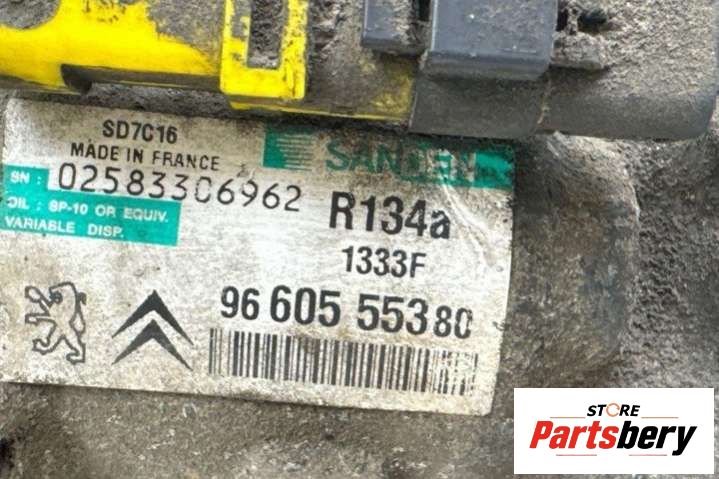 SD7C16
MADE IN FRANCE
SANDEN
SN : 02583306962
OIL : SP-10 OR EQUIV.
VARIABLE DISP.
R134a
1333F
96 605 553 80
STORE
Partsbery